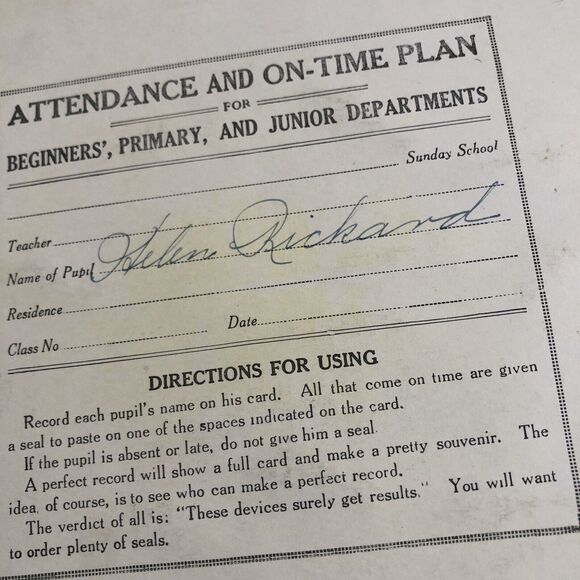 ATTENDANCE AND ON-TIME PLAN
FOR
BEGINNERS', PRIMARY, AND JUNIOR DEPARTMENTS
Sunday School
Teacher
Name of Pupil Helen Rickard
Residence
Class No Date
DIRECTIONS FOR USING
Record each pupil's name on his card. All that come on time are given
a seal to paste on one of the spaces indicated on the card.
If the pupil is absent or late, do not give him a seal.
A perfect record will show a full card and make a pretty souvenir. The
idea, of course, is to see who can make a perfect record.
The verdict of all is: "These devices surely get results." You will want
to order plenty of seals.